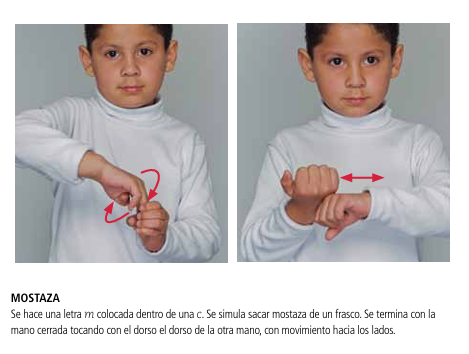 MOSTAZA
Se hace una letra m colocada dentro de una c. Se simula sacar mostaza de un frasco. Se termina con la
mano cerrada tocando con el dorso el dorso de la otra mano, con movimiento hacia los lados.